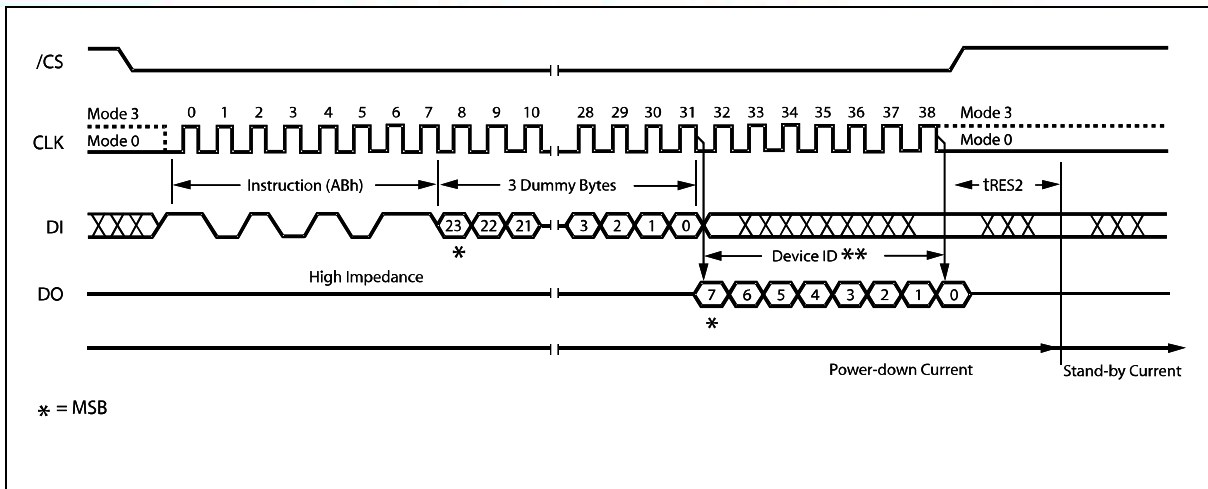 /CS
Mode 3
0 1 2 3 4 5 6 7 8 9 10 28 29 30 31 32 33 34 35 36 37 38
Mode 3
CLK
Mode 0
Mode 0
Instruction (ABh)
3 Dummy Bytes
tRES2
DI
23 22 21 3 2 1 0
*
Device ID **
High Impedance
DO
7 6 5 4 3 2 1 0
*
Power-down Current
Stand-by Current
* = MSB